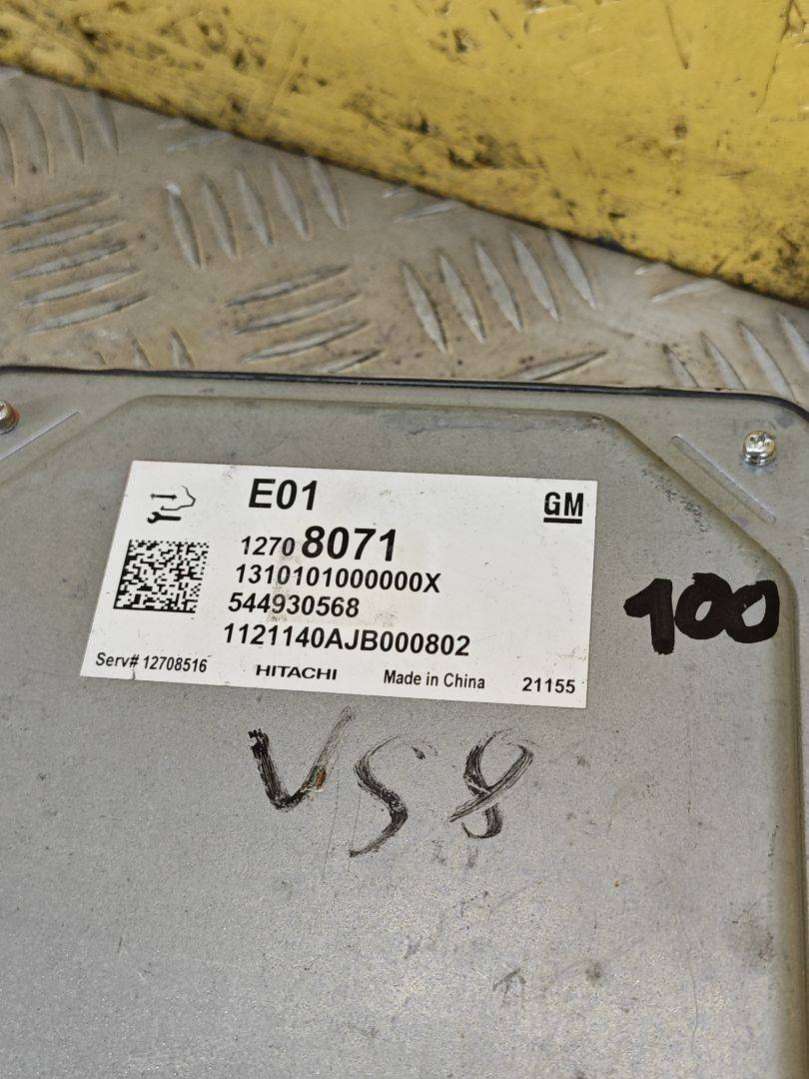 E01
GM
1270 8071
1310101000000X
544930568
1121140AJB000802
Serv# 12708516
HITACHI
Made in China
21155
100
VS8